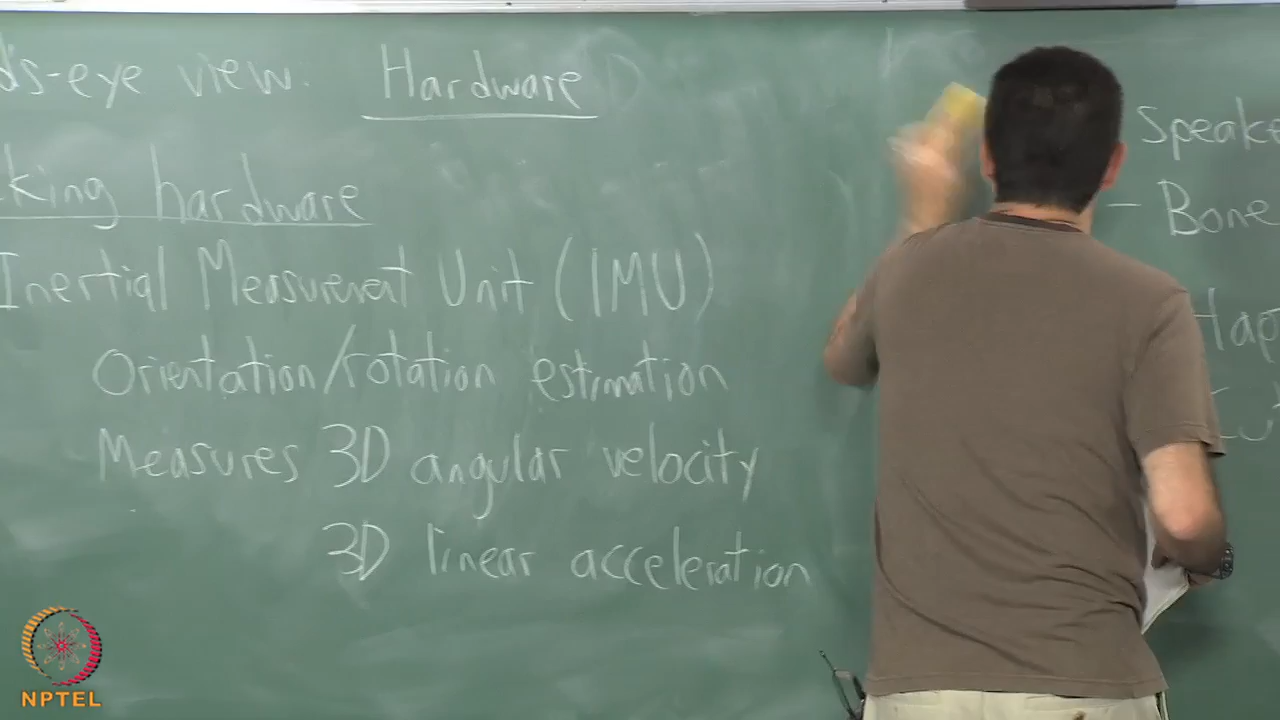 d's-eye view: Hardware
king hardware
Inertial Measurement Unit (IMU)
Orientation/rotation estimation
Measures 3D angular velocity
3D linear acceleration
Speake
- Bone
Hap
NPTEL